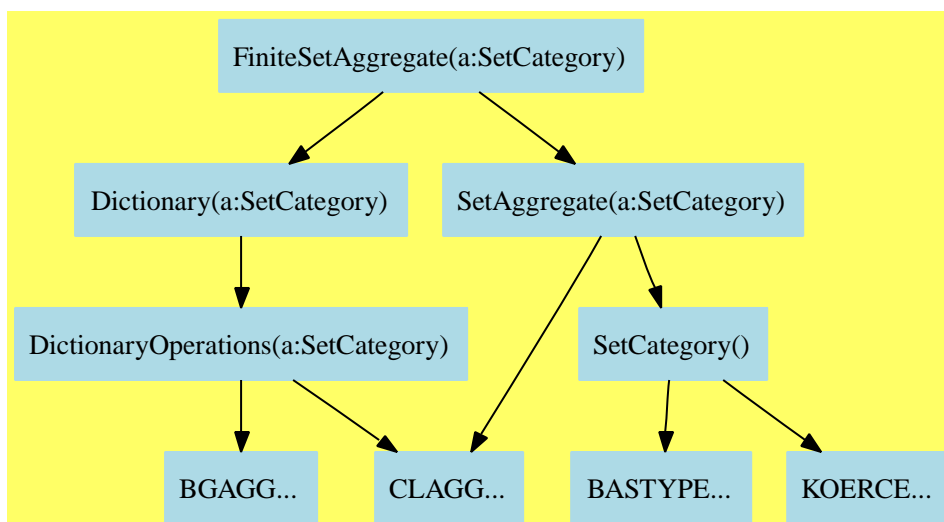 FiniteSetAggregate(a:SetCategory)
Dictionary(a:SetCategory)
SetAggregate(a:SetCategory)
DictionaryOperations(a:SetCategory)
SetCategory()
BGAGG...
CLAGG...
BASTYPE...
KOERCE...